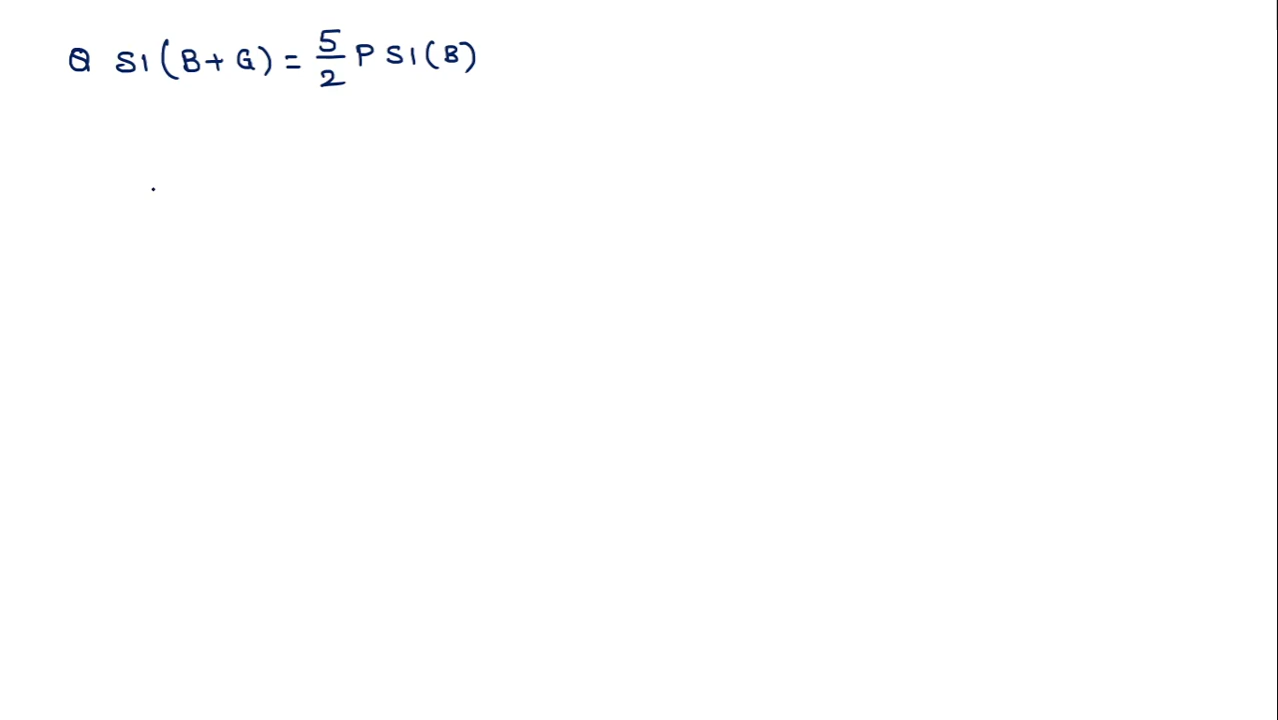 Q SI (B+G) = 5/2 P SI (B)